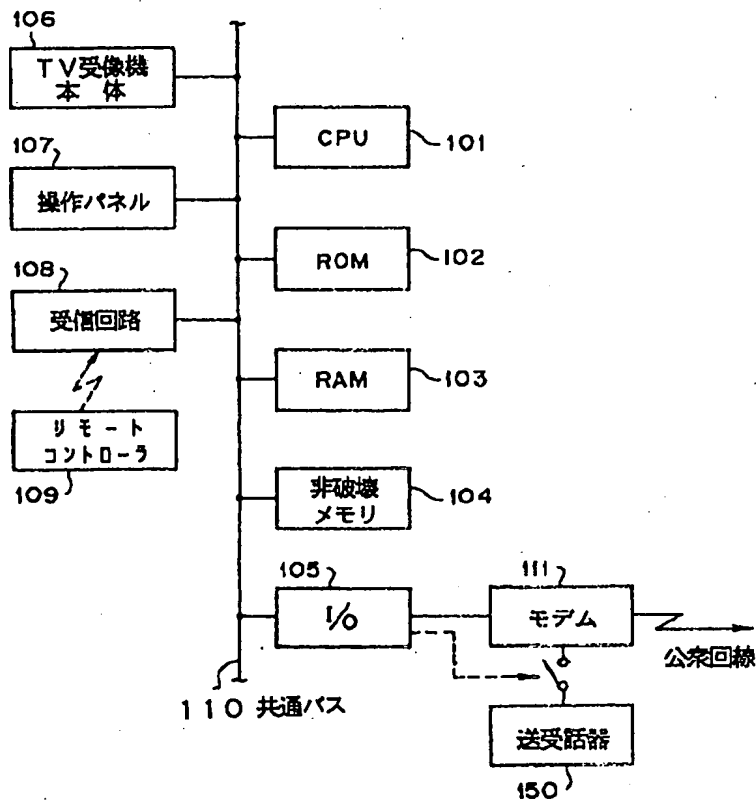 106
TV受像機
本体
107
操作パネル
108
受信回路
リモート
コントローラ
109
CPU
101
ROM
102
RAM
103
非破壊
メモリ
104
105
I/O
111
モデム
公衆回線
110 共通バス
送受話器
150